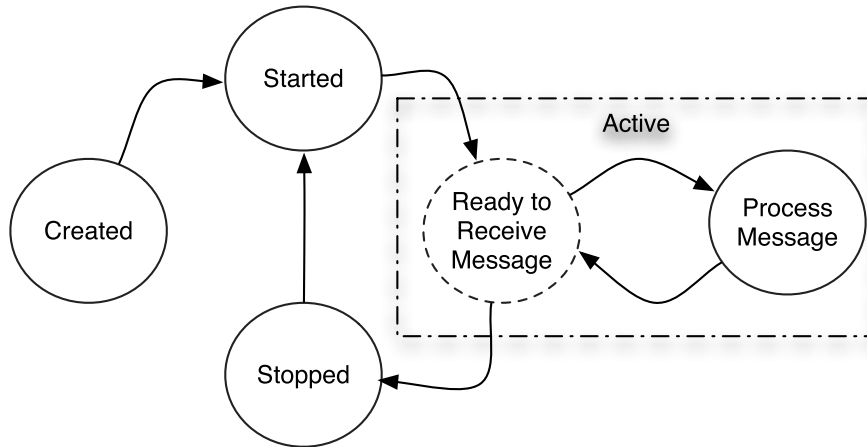 Started
Active
Created
Ready to
Receive
Message
Process
Message
Stopped